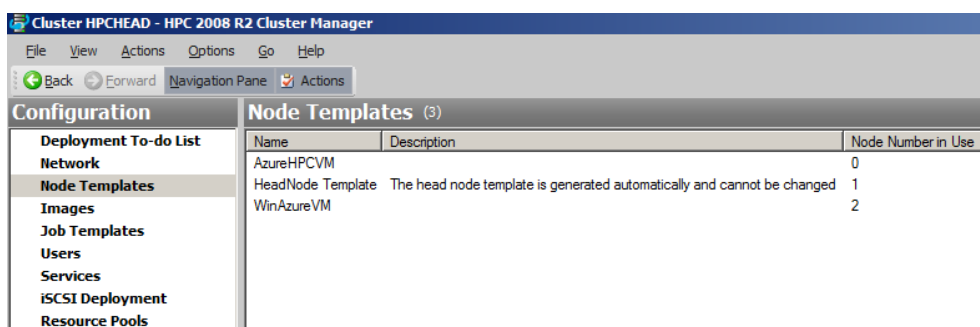 Cluster HPCHEAD - HPC 2008 R2 Cluster Manager
File View Actions Options Go Help
Back Forward Navigation Pane Actions
Configuration
Deployment To-do List
Network
Node Templates
Images
Job Templates
Users
Services
iSCSI Deployment
Resource Pools
Node Templates (3)
Name Description Node Number in Use
AzureHPCVM 0
HeadNode Template The head node template is generated automatically and cannot be changed 1
WinAzureVM 2